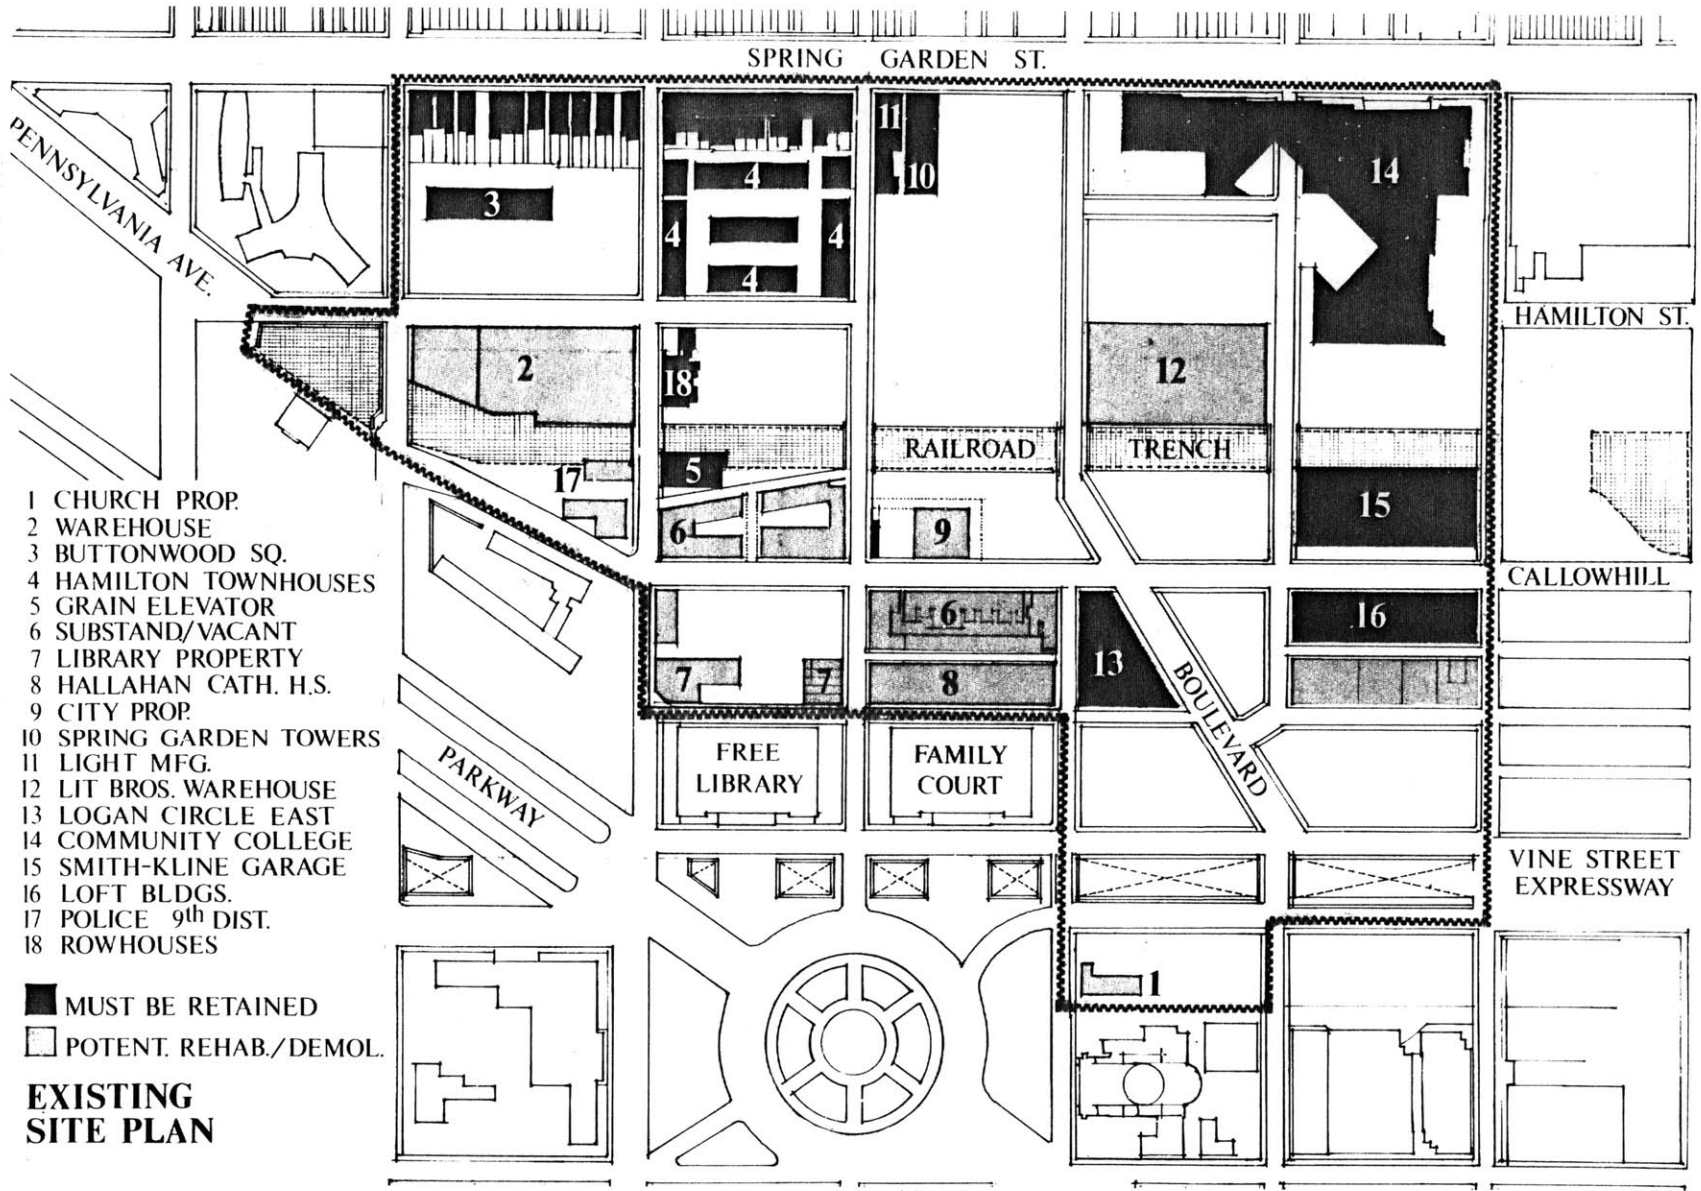 SPRING GARDEN ST.
PENNSYLVANIA AVE.
11
10
14
3
4
4
4
4
HAMILTON ST.
2
18
12
RAILROAD
TRENCH
17
5
15
6
9
CALLOWHILL
6
16
7
7
8
13
BOULEVARD
FREE
LIBRARY
FAMILY
COURT
PARKWAY
VINE STREET
EXPRESSWAY
1
1 CHURCH PROP.
2 WAREHOUSE
3 BUTTONWOOD SQ.
4 HAMILTON TOWNHOUSES
5 GRAIN ELEVATOR
6 SUBSTAND/VACANT
7 LIBRARY PROPERTY
8 HALLAHAN CATH. H.S.
9 CITY PROP.
10 SPRING GARDEN TOWERS
11 LIGHT MFG.
12 LIT BROS. WAREHOUSE
13 LOGAN CIRCLE EAST
14 COMMUNITY COLLEGE
15 SMITH-KLINE GARAGE
16 LOFT BLDGS.
17 POLICE 9th DIST.
18 ROWHOUSES
MUST BE RETAINED
POTENT. REHAB./DEMOL.
EXISTING
SITE PLAN